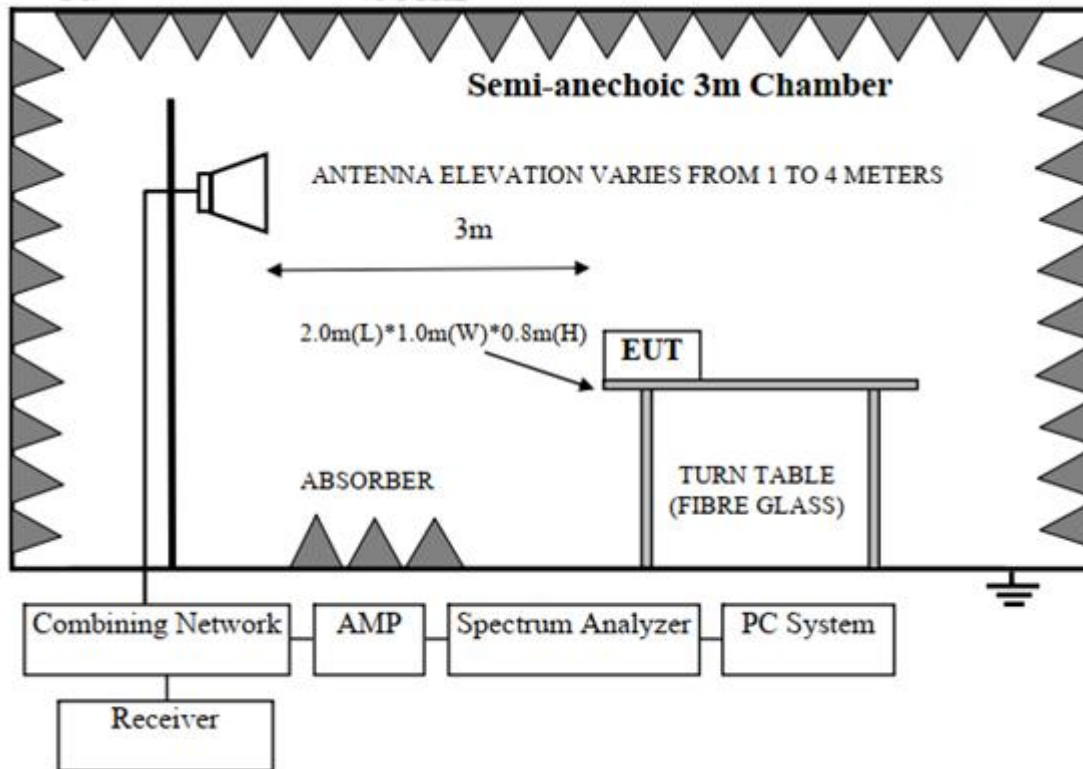 Semi-anechoic 3m Chamber
ANTENNA ELEVATION VARIES FROM 1 TO 4 METERS
3m
2.0m(L)*1.0m(W)*0.8m(H)
EUT
ABSORBER
TURN TABLE
(FIBRE GLASS)
Combining Network
AMP
Spectrum Analyzer
PC System
Receiver